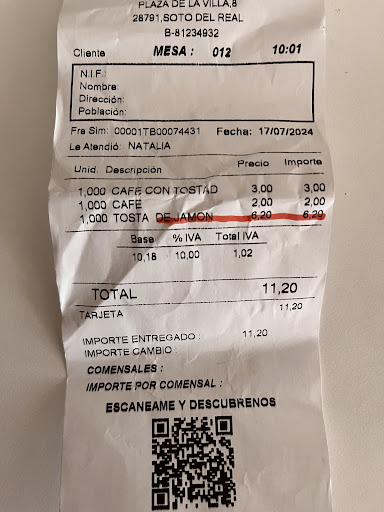 PLAZA DE LA VILLA,8
28791,SOTO DEL REAL
B-81234932
Cliente MESA : 012 10:01
N.I.F.:
Nombre:
Dirección:
Población:
Fra Sim: 00001TB00074431 Fecha: 17/07/2024
Le Atendió: NATALIA
Unid. Descripción Precio Importe
1,000 CAFE CON TOSTAD 3,00 3,00
1,000 CAFE 2,00 2,00
1,000 TOSTA DE JAMON 6,20 6,20
Base % IVA Total IVA
10,18 10,00 1,02
TOTAL 11,20
TARJETA 11,20
IMPORTE ENTREGADO : 11,20
IMPORTE CAMBIO :
COMENSALES :
IMPORTE POR COMENSAL :
ESCANEAME Y DESCUBRENOS